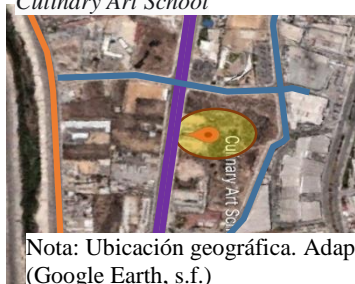 Culinary Art School
Culinary Art Sc
Nota: Ubicación geográfica. Adap
(Google Earth, s.f.)